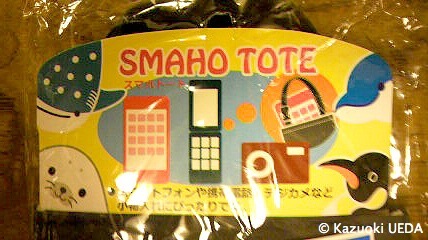 SMAHO TOTE
スマホトート
スマートフォンや携帯電話、デジカメなど
小物入れにぴったりです。
© Kazuoki UEDA